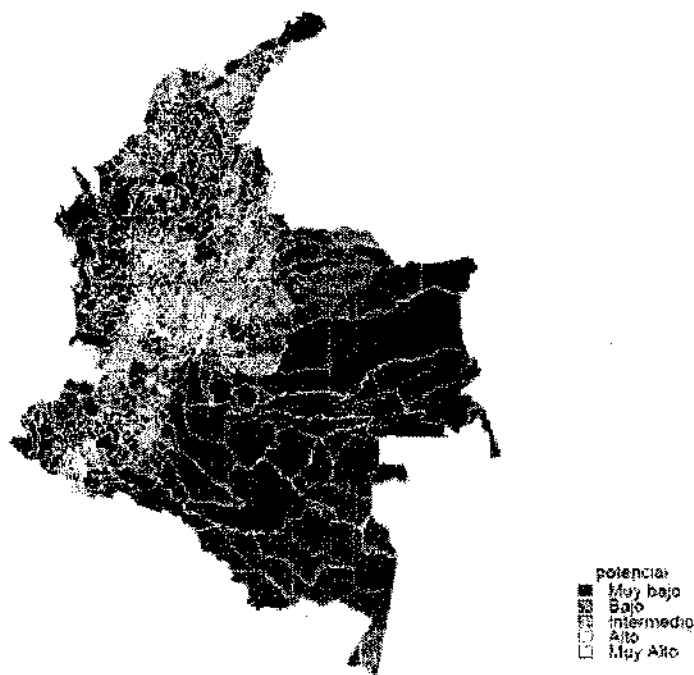 potencial
Muy bajo
Bajo
Intermedio
Alto
Muy Alto